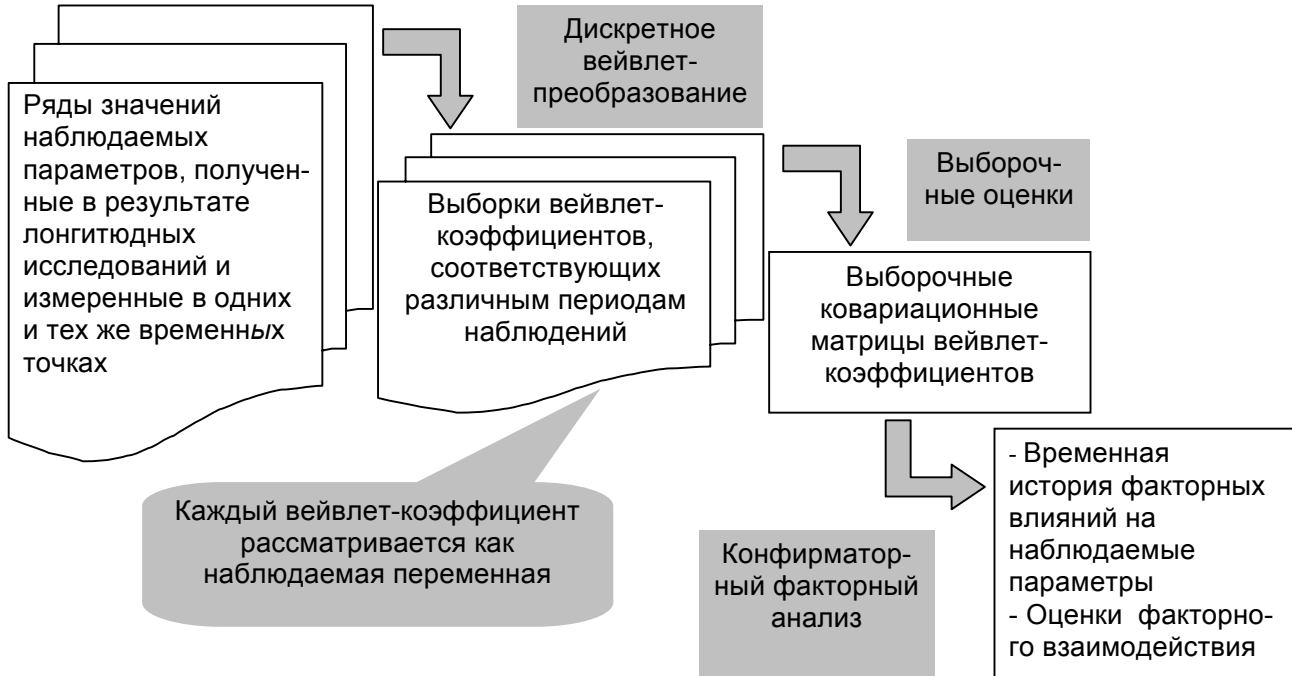 Ряды значений
наблюдаемых
параметров, получен-
ные в результате
лонгитюдных
исследований и
измеренные в одних
и тех же временных
точках
Дискретное
вейвлет-
преобразование
Выборки вейвлет-
коэффициентов,
соответствующих
различным периодам
наблюдений
Выбороч-
ные оценки
Выборочные
ковариационные
матрицы вейвлет-
коэффициентов
Каждый вейвлет-коэффициент
рассматривается как
наблюдаемая переменная
Конфирматор-
ный факторный
анализ
- Временная
история факторных
влияний на
наблюдаемые
параметры
- Оценки факторно-
го взаимодействия